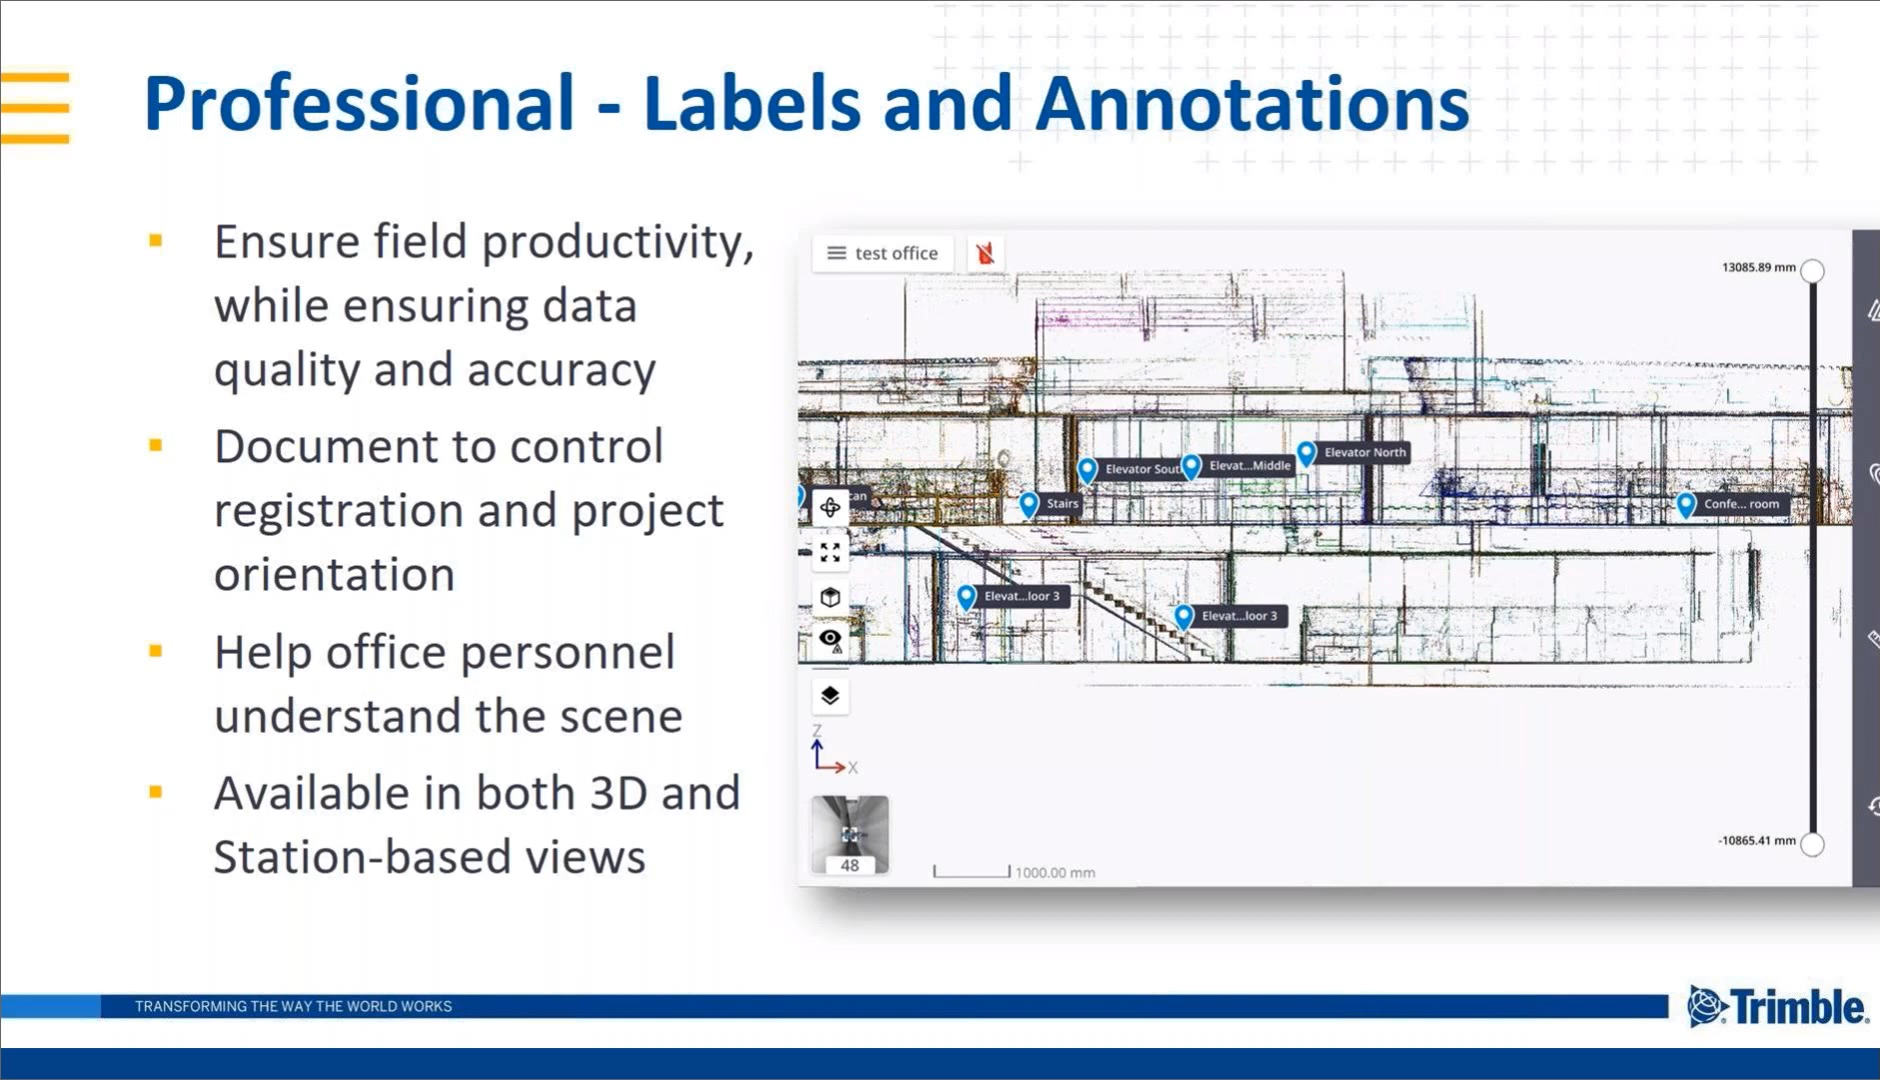 Professional - Labels and Annotations
Ensure field productivity,
while ensuring data
quality and accuracy
Document to control
registration and project
orientation
Help office personnel
understand the scene
Available in both 3D and
Station-based views
test office
13085.89 mm
Elevator North
Elevator Sout
Elevat...Middle
can
Stairs
Confe... room
Elevat...loor 3
Elevat...loor 3
Z
X
-10865.41 mm
48
1000.00 mm
TRANSFORMING THE WAY THE WORLD WORKS
Trimble